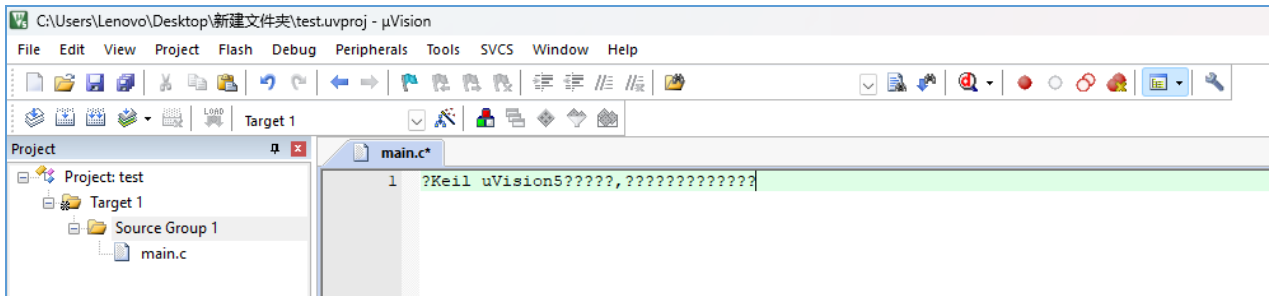 C:\Users\Lenovo\Desktop\新建文件夹\test.uvproj - µVision
File Edit View Project Flash Debug Peripherals Tools SVCS Window Help
LOAD Target 1
Project
main.c*
Project: test
1 ?Keil uVision5?????,?????????????
Target 1
Source Group 1
main.c